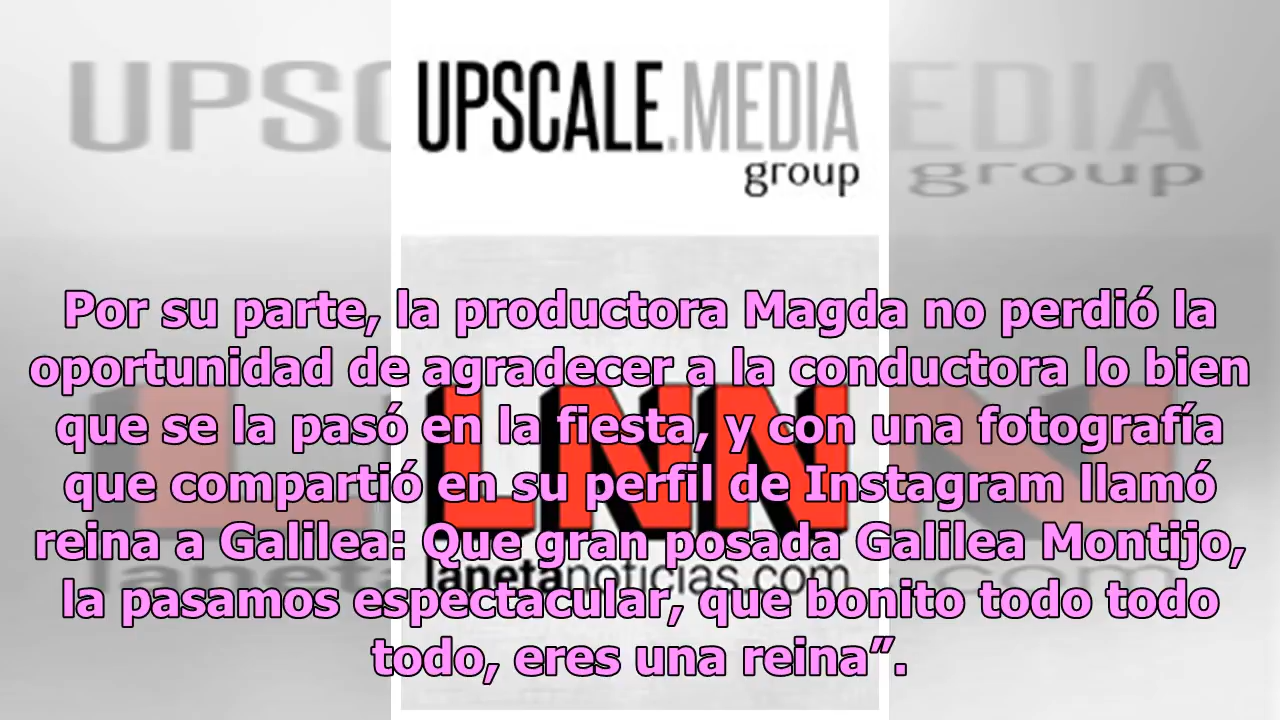 UPSCALE.MEDIA
group
Por su parte, la productora Magda no perdió la
oportunidad de agradecer a la conductora lo bien
que se la pasó en la fiesta, y con una fotografía
que compartió en su perfil de Instagram llamó
reina a Galilea: Que gran posada Galilea Montijo,
la pasamos espectacular, que bonito todo todo
todo, eres una reina”.
LNN
lanetanoticias.com